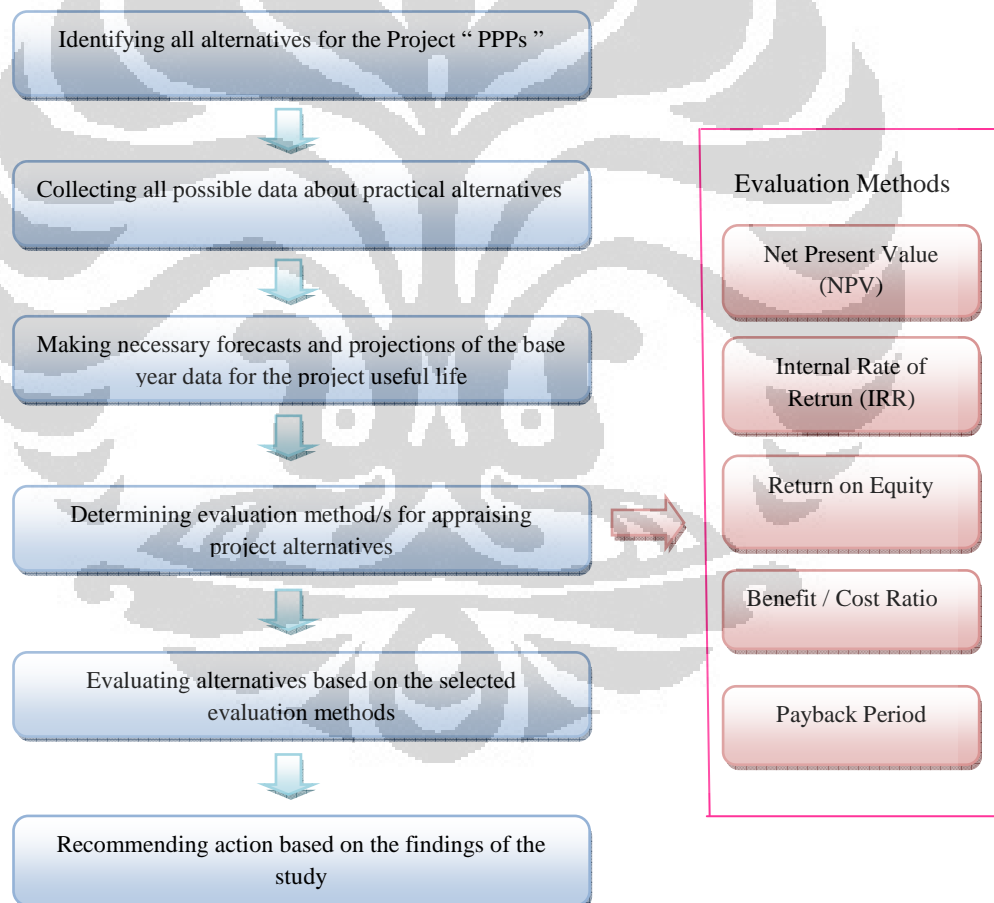 Identifying all alternatives for the Project “ PPPs ”
Collecting all possible data about practical alternatives
Making necessary forecasts and projections of the base
year data for the project useful life
Determining evaluation method/s for appraising
project alternatives
Evaluating alternatives based on the selected
evaluation methods
Recommending action based on the findings of the
study
Evaluation Methods
Net Present Value
(NPV)
Internal Rate of
Retrun (IRR)
Return on Equity
Benefit / Cost Ratio
Payback Period